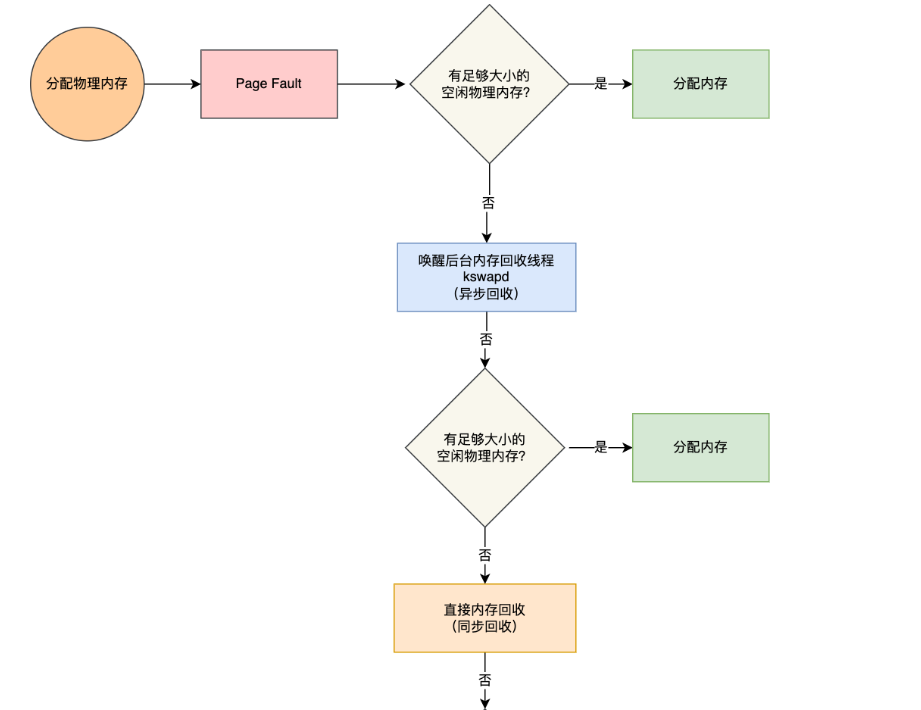 分配物理内存
Page Fault
有足够大小的
空闲物理内存?
是
分配内存
否
唤醒后台内存回收线程
kswapd
（异步回收）
否
有足够大小的
空闲物理内存?
是
分配内存
否
直接内存回收
（同步回收）
否